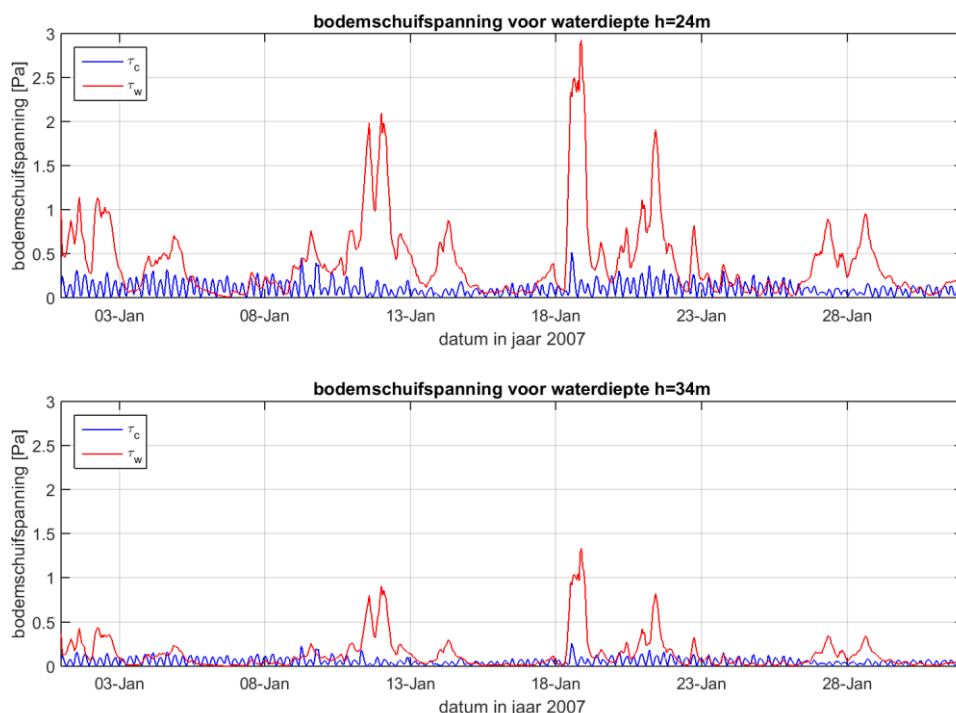 bodemschuifspanning voor waterdiepte h=24m
bodemschuifspanning [Pa]
3
2.5
2
1.5
1
0.5
0
τc
τw
03-Jan 08-Jan 13-Jan 18-Jan 23-Jan 28-Jan
datum in jaar 2007
bodemschuifspanning voor waterdiepte h=34m
bodemschuifspanning [Pa]
3
2.5
2
1.5
1
0.5
0
τc
τw
03-Jan 08-Jan 13-Jan 18-Jan 23-Jan 28-Jan
datum in jaar 2007